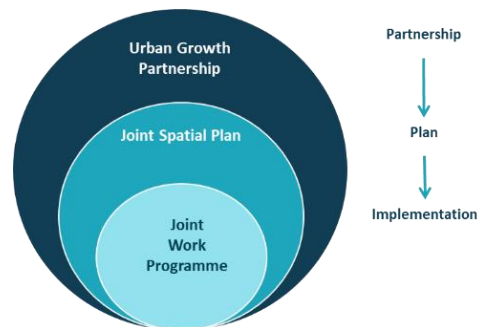 Urban Growth
Partnership
Joint Spatial Plan
Joint
Work
Programme
Partnership
Plan
Implementation